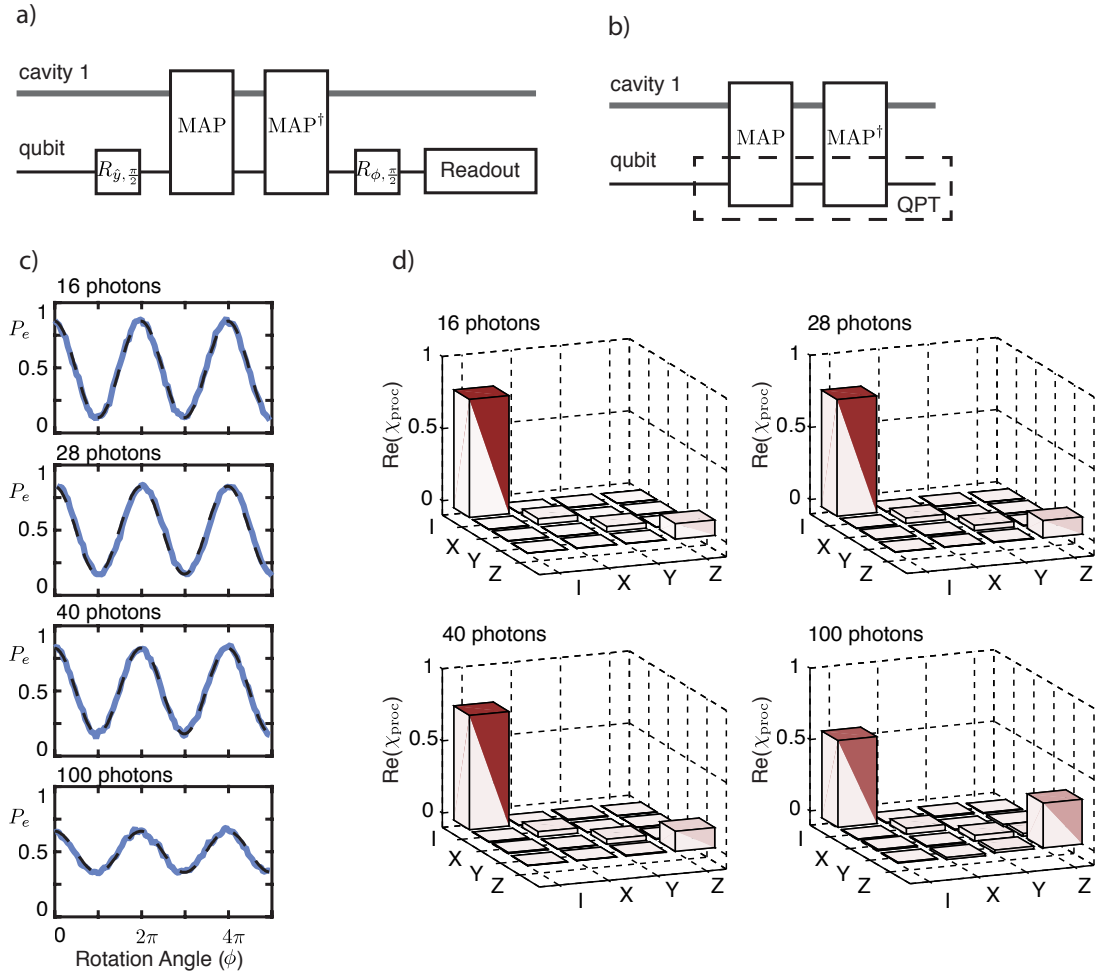 a)
cavity 1
MAP
MAP†
qubit
R_{ŷ, π/2}
R_{ϕ, π/2}
Readout
b)
cavity 1
MAP
MAP†
qubit
QPT
c)
16 photons
1
P_e
0.5
0
28 photons
1
P_e
0.5
0
40 photons
1
P_e
0.5
0
100 photons
1
P_e
0.5
0
0
2π
4π
Rotation Angle (ϕ)
d)
16 photons
1
0.5
0
Re(χ_proc)
I
X
Y
Z
I
X
Y
Z
28 photons
1
0.5
0
Re(χ_proc)
I
X
Y
Z
I
X
Y
Z
40 photons
1
0.5
0
Re(χ_proc)
I
X
Y
Z
I
X
Y
Z
100 photons
1
0.5
0
Re(χ_proc)
I
X
Y
Z
I
X
Y
Z